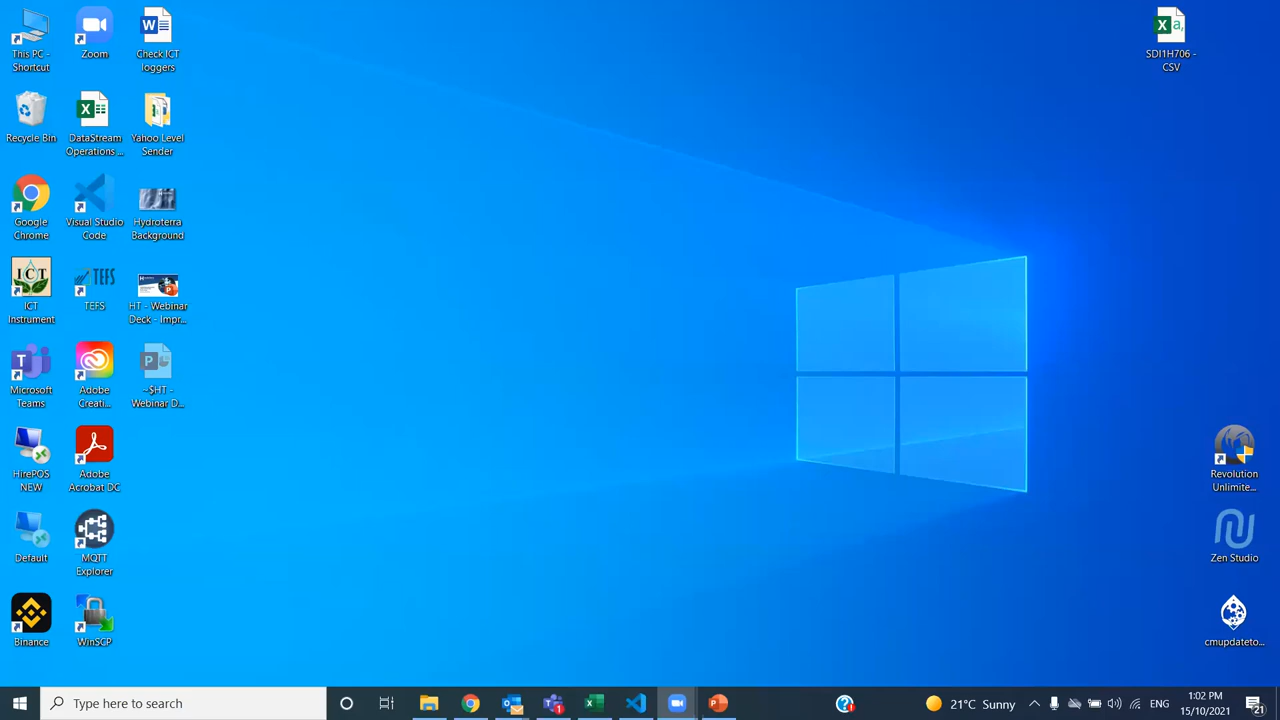 This PC -
Shortcut
Zoom
Check ICT
loggers
SDI1H706 -
CSV
Recycle Bin
DataStream
Operations ...
Yahoo Level
Sender
Google
Chrome
Visual Studio
Code
Hydroterra
Background
ICT
ICT
Instrument
TEFS
TEFS
HT - Webinar
Deck - Impr...
Microsoft
Teams
Adobe
Creati...
~$HT -
Webinar D...
HirePOS
NEW
Adobe
Acrobat DC
Revolution
Unlimite...
Default
MQTT
Explorer
Zen Studio
Binance
WinSCP
cmupdateto...
Type here to search
21°C Sunny
ENG
1:02 PM
15/10/2021
21